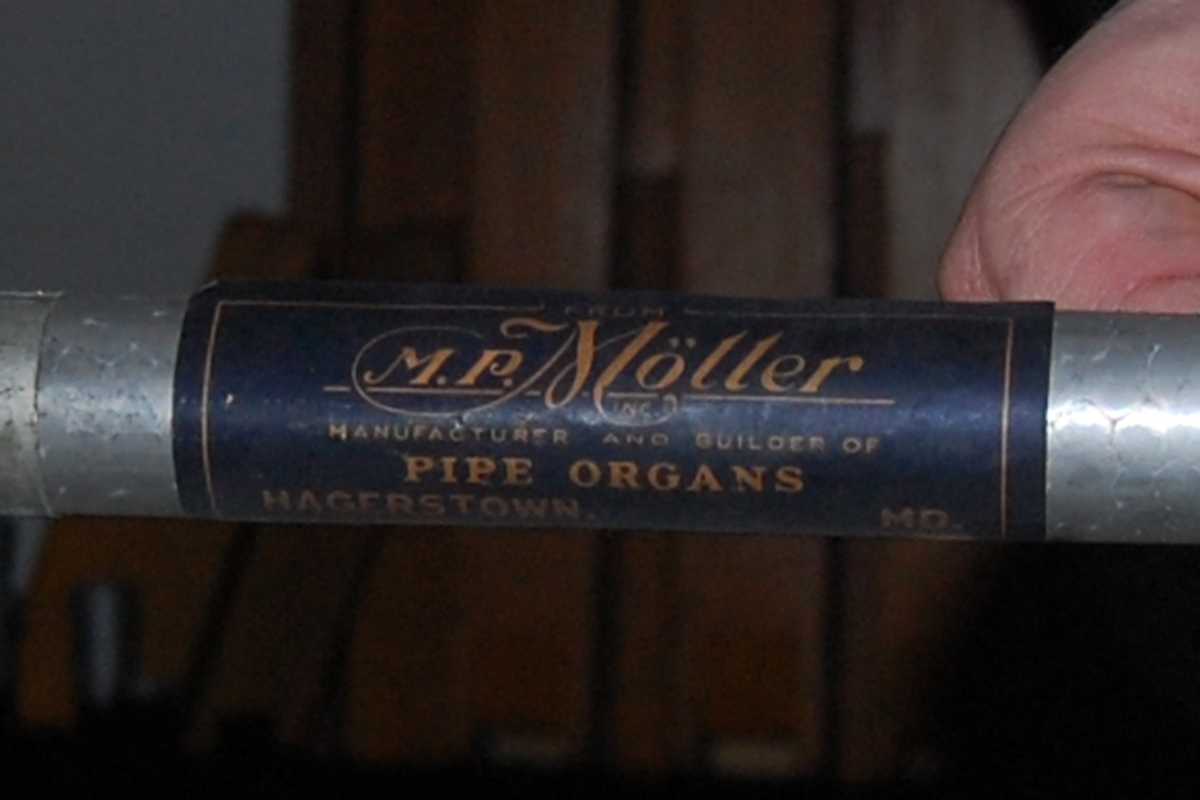 FROM
M.P. Möller
INC.
MANUFACTURER AND BUILDER OF
PIPE ORGANS
HAGERSTOWN, MD.